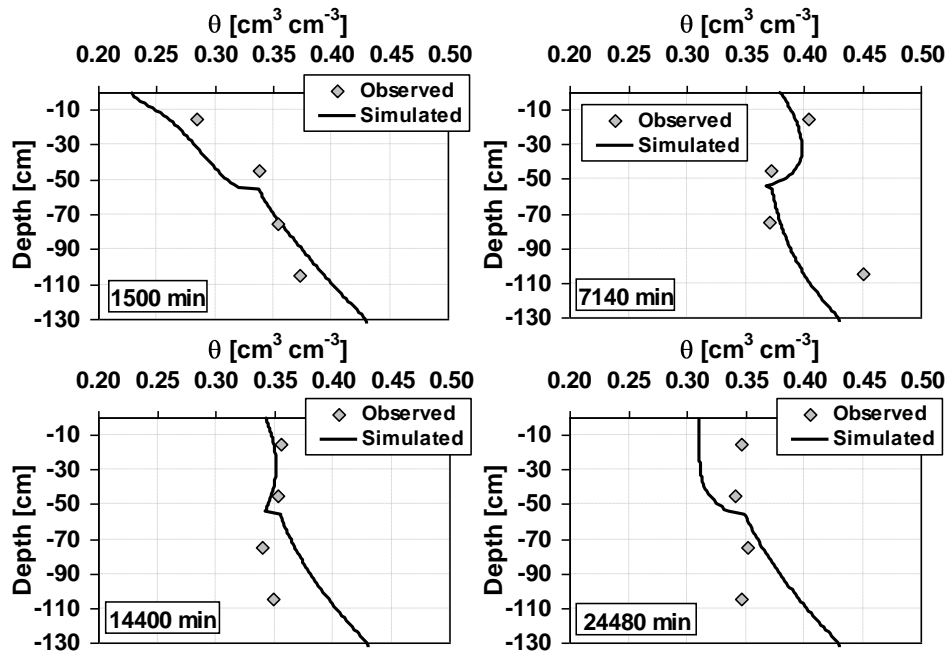 θ [cm³ cm⁻³]
0.20 0.25 0.30 0.35 0.40 0.45 0.50
Observed
Simulated
-10
-30
-50
-70
-90
-110
-130
Depth [cm]
1500 min
θ [cm³ cm⁻³]
0.20 0.25 0.30 0.35 0.40 0.45 0.50
Observed
Simulated
-10
-30
-50
-70
-90
-110
-130
Depth [cm]
7140 min
θ [cm³ cm⁻³]
0.20 0.25 0.30 0.35 0.40 0.45 0.50
Observed
Simulated
-10
-30
-50
-70
-90
-110
-130
Depth [cm]
14400 min
θ [cm³ cm⁻³]
0.20 0.25 0.30 0.35 0.40 0.45 0.50
Observed
Simulated
-10
-30
-50
-70
-90
-110
-130
Depth [cm]
24480 min